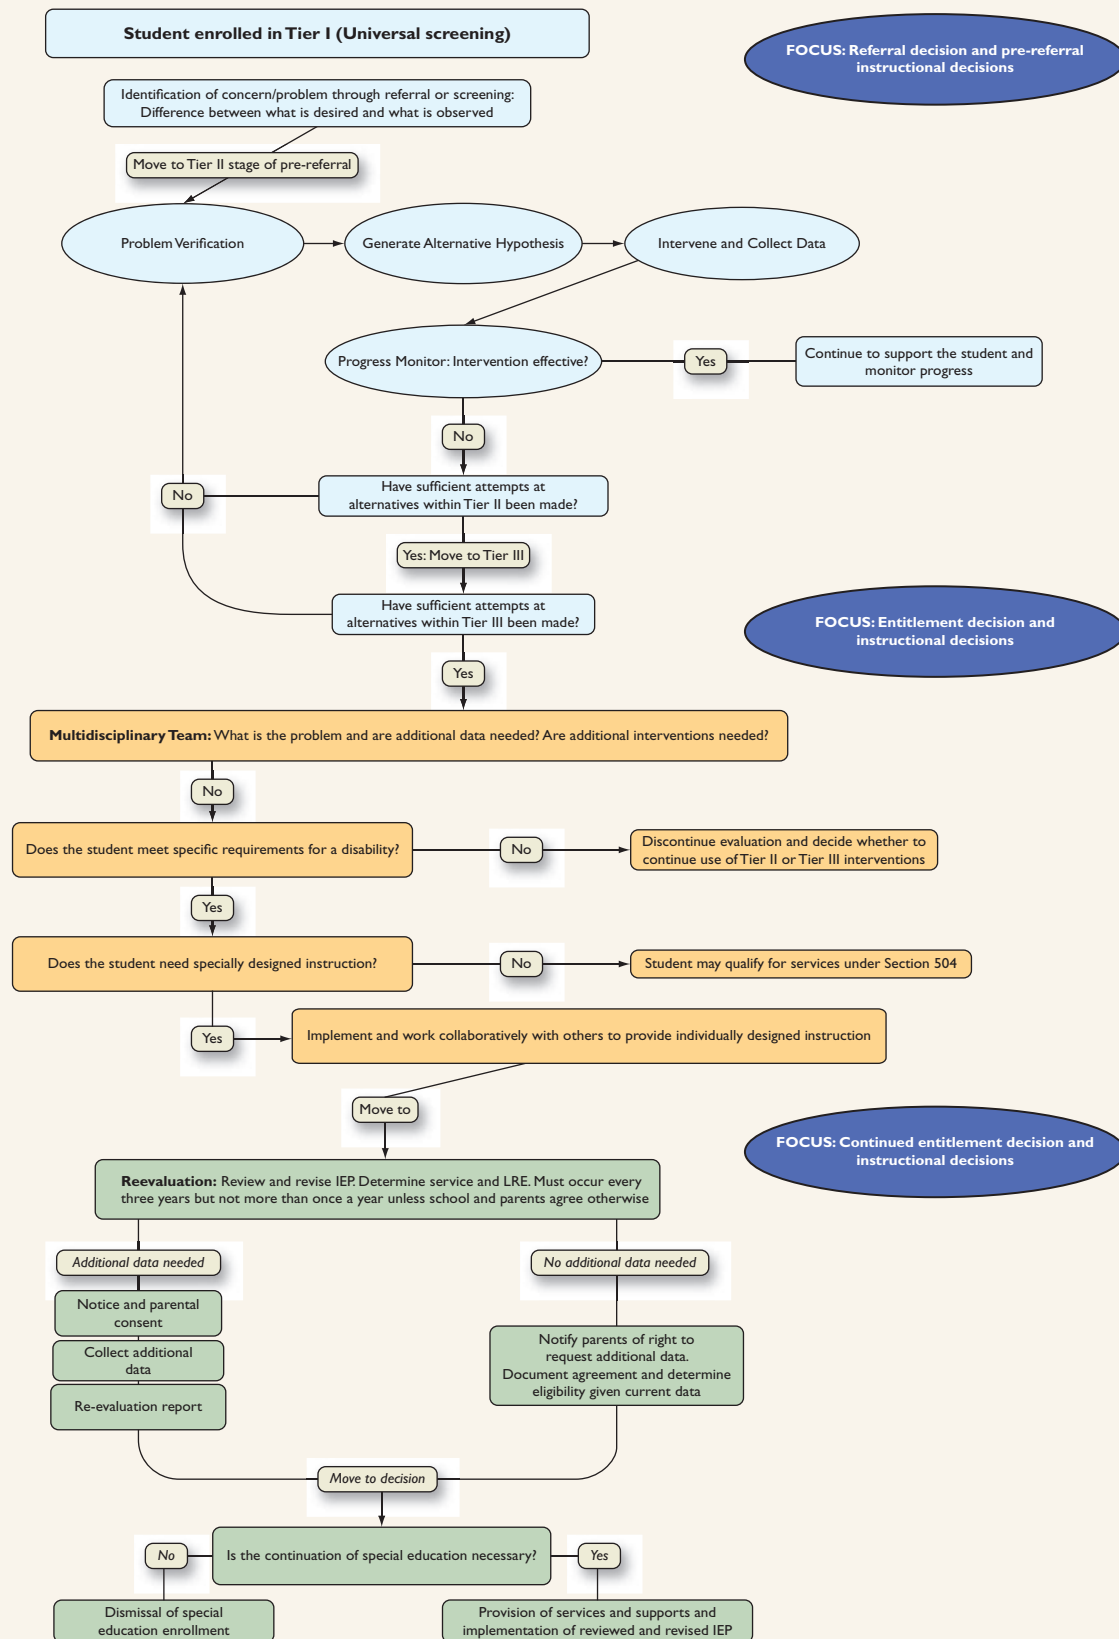 Student enrolled in Tier I (Universal screening)
FOCUS: Referral decision and pre-referral
instructional decisions
Identification of concern/problem through referral or screening:
Difference between what is desired and what is observed
Move to Tier II stage of pre-referral
Problem Verification
Generate Alternative Hypothesis
Intervene and Collect Data
Progress Monitor: Intervention effective?
Yes
Continue to support the student and
monitor progress
No
Have sufficient attempts at
alternatives within Tier II been made?
No
Yes: Move to Tier III
Have sufficient attempts at
alternatives within Tier III been made?
FOCUS: Entitlement decision and
instructional decisions
Yes
Multidisciplinary Team: What is the problem and are additional data needed? Are additional interventions needed?
No
Does the student meet specific requirements for a disability?
No
Discontinue evaluation and decide whether to
continue use of Tier II or Tier III interventions
Yes
Does the student need specially designed instruction?
No
Student may qualify for services under Section 504
Yes
Implement and work collaboratively with others to provide individually designed instruction
Move to
FOCUS: Continued entitlement decision and
instructional decisions
Reevaluation: Review and revise IEP. Determine service and LRE. Must occur every
three years but not more than once a year unless school and parents agree otherwise
Additional data needed
No additional data needed
Notice and parental
consent
Collect additional
data
Re-evaluation report
Notify parents of right to
request additional data.
Document agreement and determine
eligibility given current data
Move to decision
No
Is the continuation of special education necessary?
Yes
Dismissal of special
education enrollment
Provision of services and supports and
implementation of reviewed and revised IEP